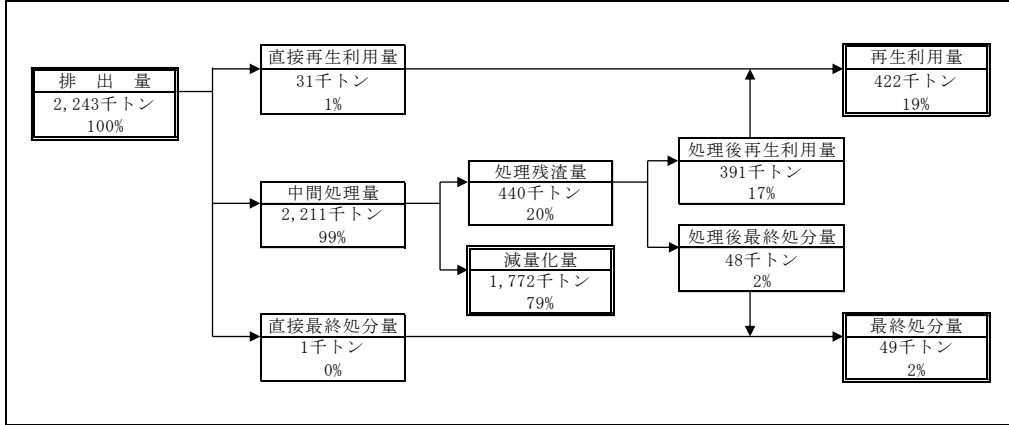 排 出 量
2,243千トン
100%
直接再生利用量
31千トン
1%
中間処理量
2,211千トン
99%
直接最終処分量
1千トン
0%
処理残渣量
440千トン
20%
減量化量
1,772千トン
79%
処理後再生利用量
391千トン
17%
処理後最終処分量
48千トン
2%
再生利用量
422千トン
19%
最終処分量
49千トン
2%